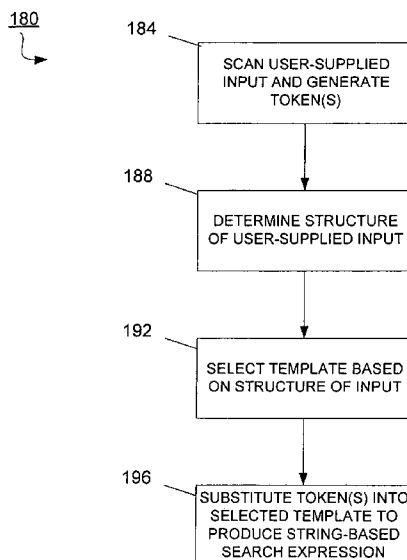 180
184
SCAN USER-SUPPLIED
INPUT AND GENERATE
TOKEN(S)
188
DETERMINE STRUCTURE
OF USER-SUPPLIED INPUT
192
SELECT TEMPLATE BASED
ON STRUCTURE OF INPUT
196
SUBSTITUTE TOKEN(S) INTO
SELECTED TEMPLATE TO
PRODUCE STRING-BASED
SEARCH EXPRESSION